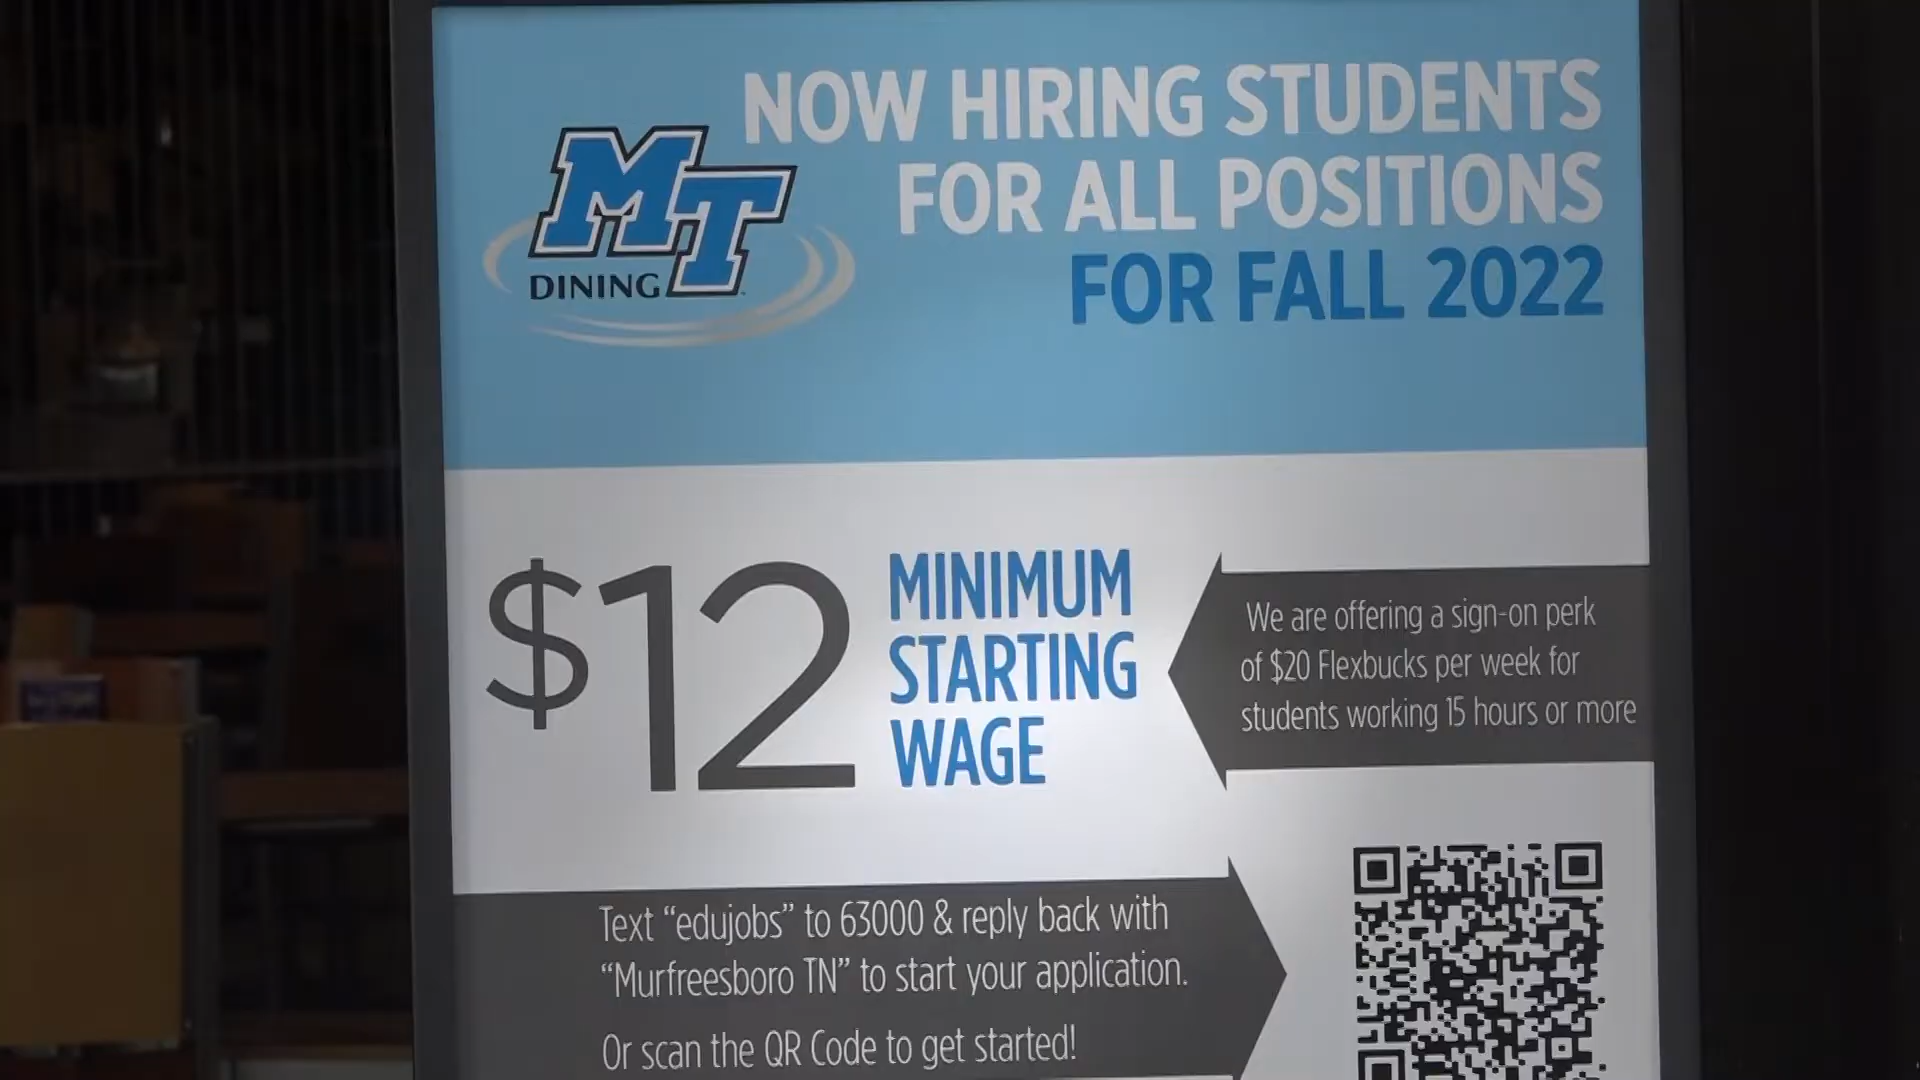 NOW HIRING STUDENTS
FOR ALL POSITIONS
FOR FALL 2022
MT
DINING
$12
MINIMUM
STARTING
WAGE
We are offering a sign-on perk
of $20 Flexbucks per week for
students working 15 hours or more
Text “edujobs” to 63000 & reply back with
“Murfreesboro TN” to start your application.
Or scan the QR Code to get started!